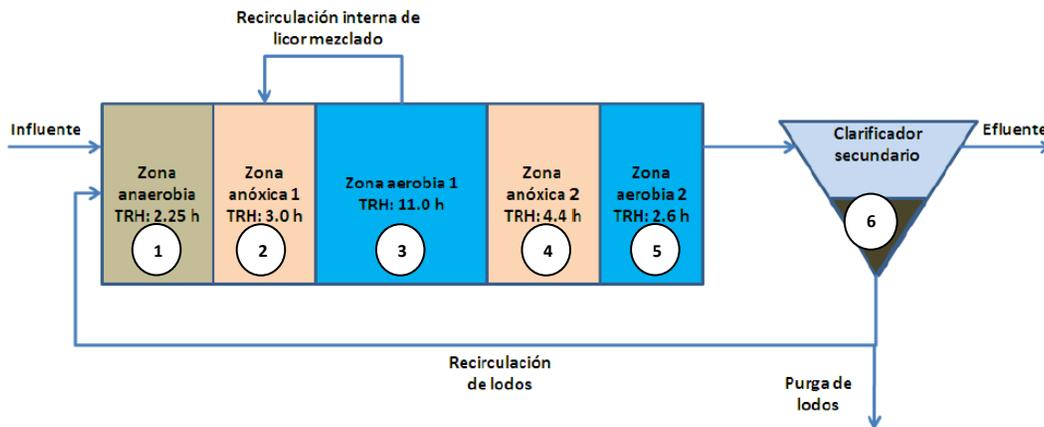 Recirculación interna de
licor mezclado
Influente
Zona
anaerobia
TRH: 2.25 h
1
Zona
anóxica 1
TRH: 3.0 h
2
Zona aerobia 1
TRH: 11.0 h
3
Zona
anóxica 2
TRH: 4.4 h
4
Zona
aerobia 2
TRH: 2.6 h
5
Clarificador
secundario
6
Efluente
Recirculación
de lodos
Purga de
lodos